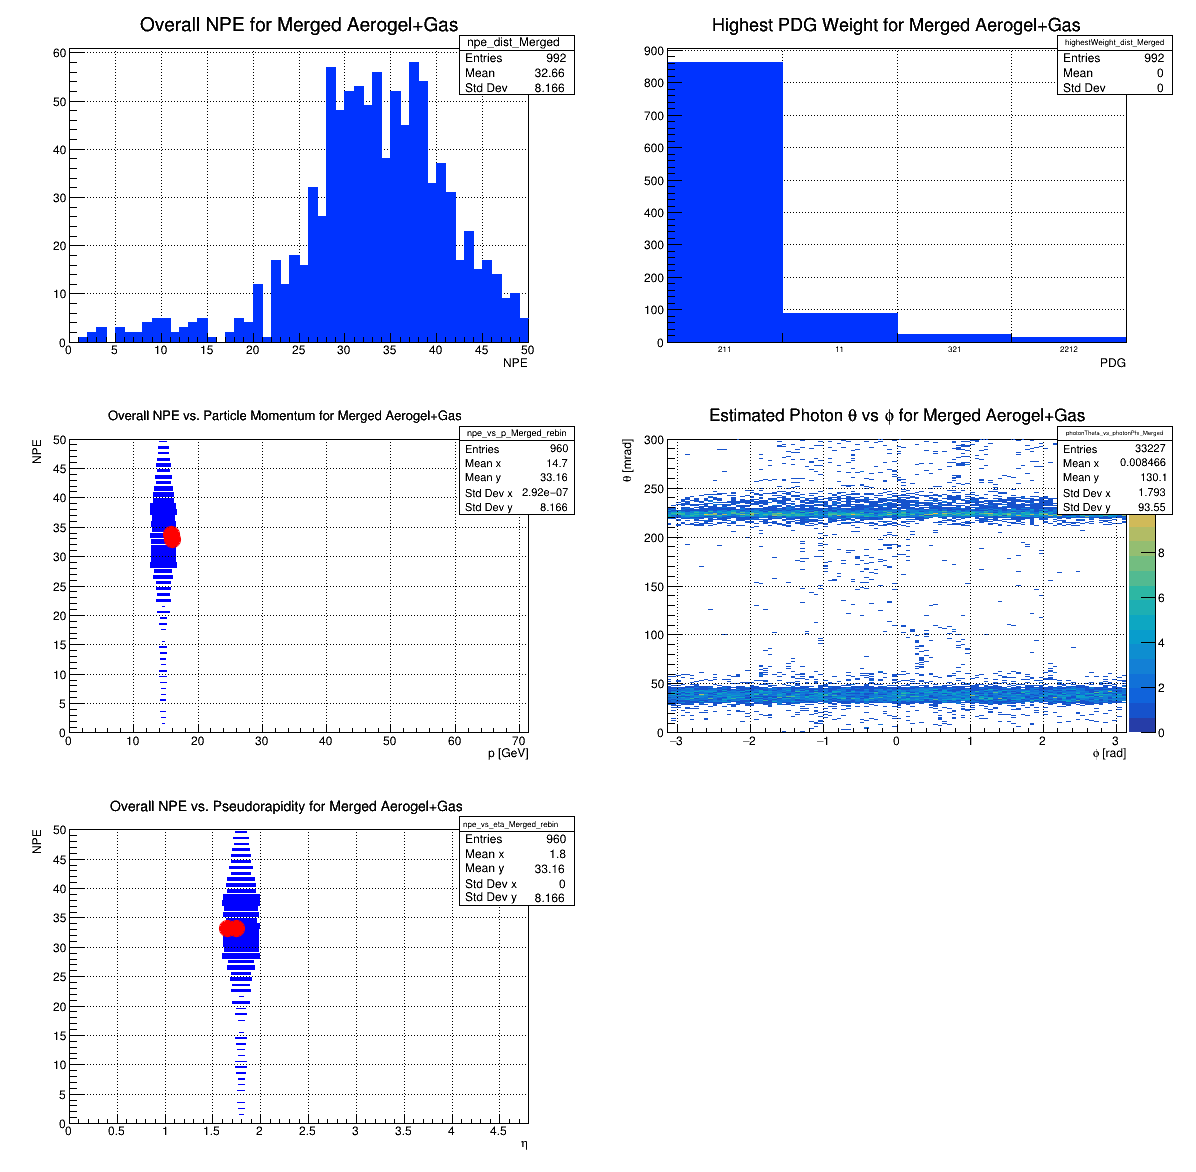 Overall NPE for Merged Aerogel+Gas
npe_dist_Merged
Entries 992
Mean 32.66
Std Dev 8.166
60
50
40
30
20
10
0
0 5 10 15 20 25 30 35 40 45 50
NPE
Highest PDG Weight for Merged Aerogel+Gas
highestWeight_dist_Merged
Entries 992
Mean 0
Std Dev 0
900
800
700
600
500
400
300
200
100
0
211 11 321 2212
PDG
Overall NPE vs. Particle Momentum for Merged Aerogel+Gas
npe_vs_p_Merged_rebin
Entries 960
Mean x 14.7
Mean y 33.16
Std Dev x 2.92e−07
Std Dev y 8.166
NPE
50
45
40
35
30
25
20
15
10
5
0
0 10 20 30 40 50 60 70
p [GeV]
Estimated Photon θ vs ϕ for Merged Aerogel+Gas
photonTheta_vs_photonPhi_Merged
Entries 33227
Mean x 0.008466
Mean y 130.1
Std Dev x 1.793
Std Dev y 93.55
θ [mrad]
300
250
200
150
100
50
0
−3 −2 −1 0 1 2 3
ϕ [rad]
8
6
4
2
0
Overall NPE vs. Pseudorapidity for Merged Aerogel+Gas
npe_vs_eta_Merged_rebin
Entries 960
Mean x 1.8
Mean y 33.16
Std Dev x 0
Std Dev y 8.166
NPE
50
45
40
35
30
25
20
15
10
5
0
0 0.5 1 1.5 2 2.5 3 3.5 4 4.5
η